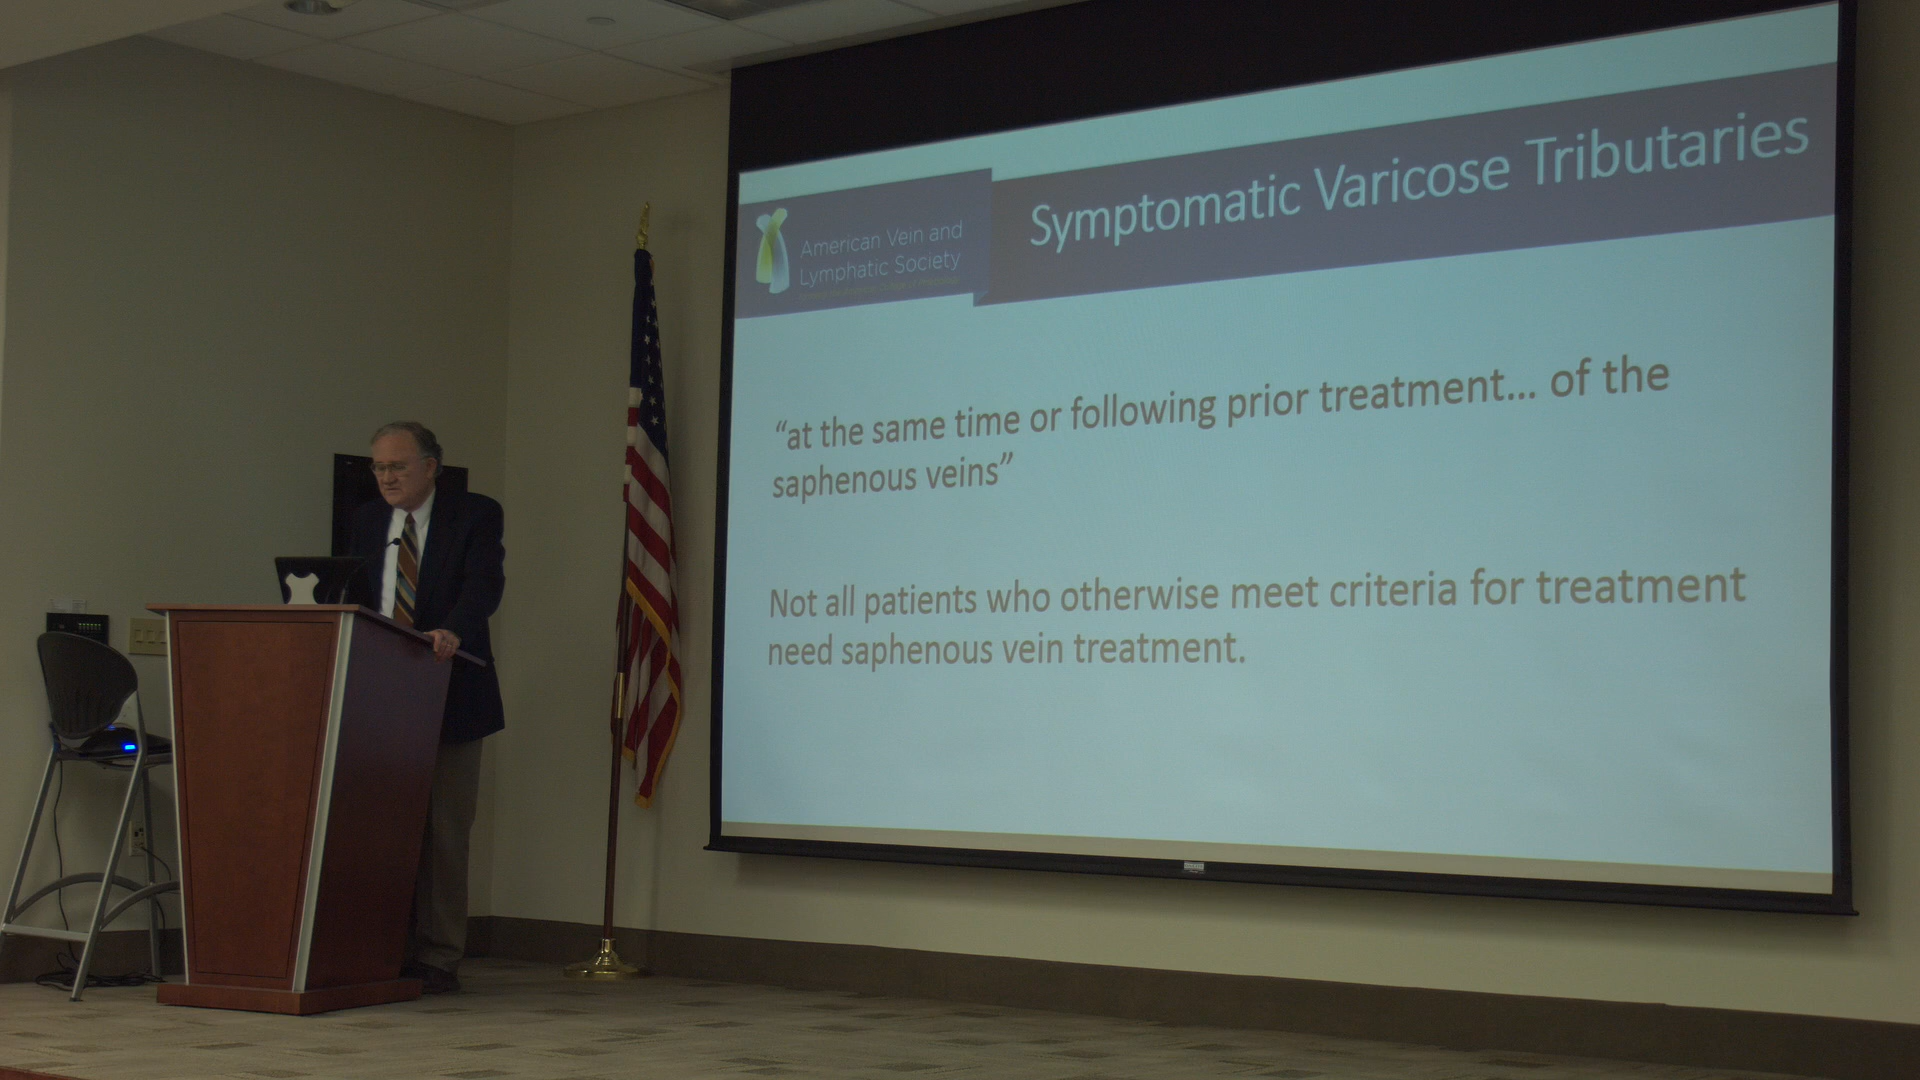 Symptomatic Varicose Tributaries
American Vein and
Lymphatic Society
“at the same time or following prior treatment... of the
saphenous veins”
Not all patients who otherwise meet criteria for treatment
need saphenous vein treatment.